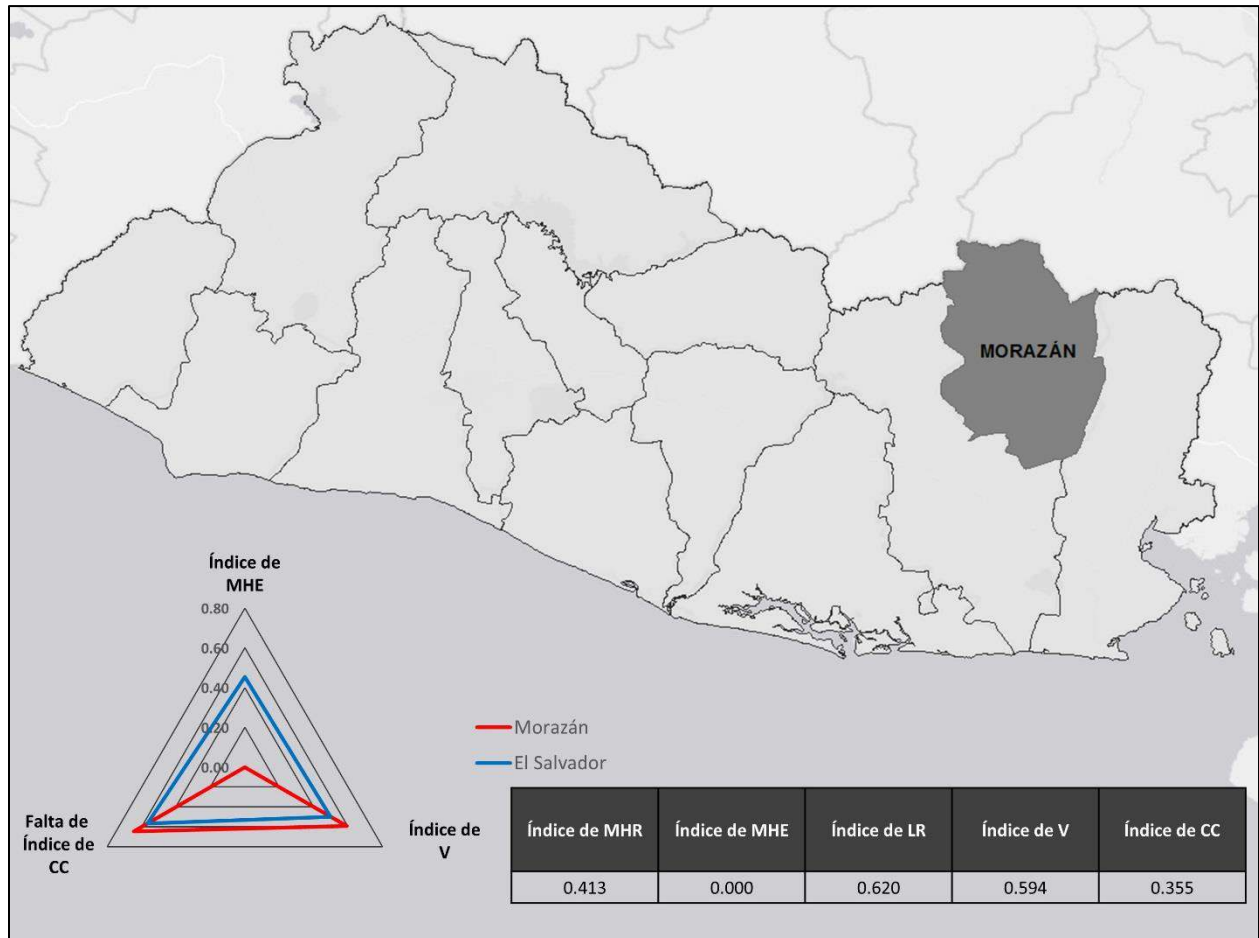 MORAZÁN
Índice de
MHE
0.80
0.60
0.40
0.20
0.00
Falta de
Índice de
CC
Índice de
V
Morazán
El Salvador
Índice de MHR Índice de MHE Índice de LR Índice de V Índice de CC
0.413 0.000 0.620 0.594 0.355